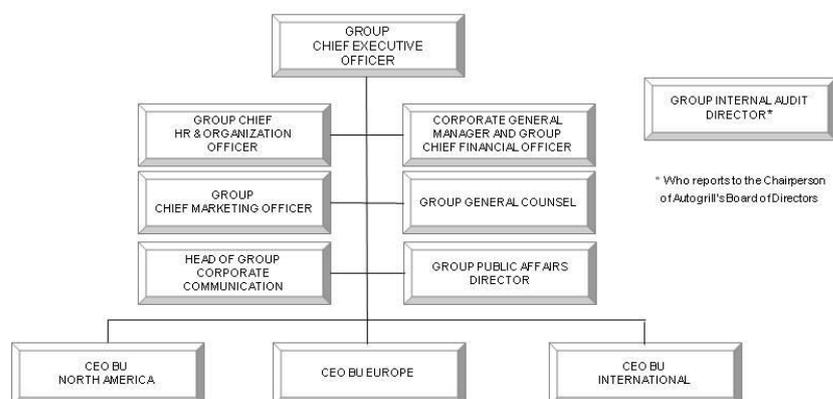 GROUP
CHIEF EXECUTIVE
OFFICER
GROUP INTERNAL AUDIT
DIRECTOR*
* Who reports to the Chairperson
of Autogrill's Board of Directors
GROUP CHIEF
HR & ORGANIZATION
OFFICER
CORPORATE GENERAL
MANAGER AND GROUP
CHIEF FINANCIAL OFFICER
GROUP
CHIEF MARKETING OFFICER
GROUP GENERAL COUNSEL
HEAD OF GROUP
CORPORATE
COMMUNICATION
GROUP PUBLIC AFFAIRS
DIRECTOR
CEO BU
NORTH AMERICA
CEO BU EUROPE
CEO BU
INTERNATIONAL